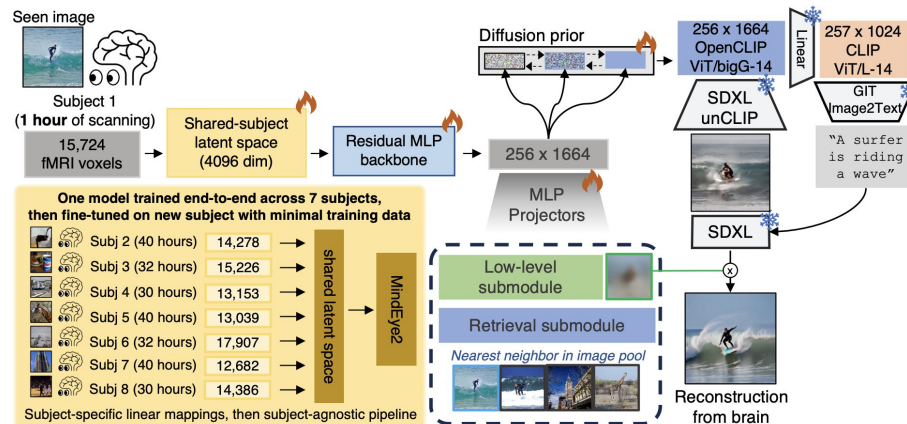 Seen image
Subject 1
(1 hour of scanning)
15,724
fMRI voxels
Shared-subject
latent space
(4096 dim)
Residual MLP
backbone
256 x 1664
MLP
Projectors
Diffusion prior
256 x 1664
OpenCLIP
ViT/bigG-14
Linear
257 x 1024
CLIP
ViT/L-14
SDXL
unCLIP
GIT
Image2Text
"A surfer
is riding
a wave"
SDXL
x
Reconstruction
from brain
One model trained end-to-end across 7 subjects,
then fine-tuned on new subject with minimal training data
Subj 2 (40 hours) 14,278
Subj 3 (32 hours) 15,226
Subj 4 (30 hours) 13,153
Subj 5 (40 hours) 13,039
Subj 6 (32 hours) 17,907
Subj 7 (40 hours) 12,682
Subj 8 (30 hours) 14,386
shared latent space
MindEye2
Subject-specific linear mappings, then subject-agnostic pipeline
Low-level
submodule
Retrieval submodule
Nearest neighbor in image pool